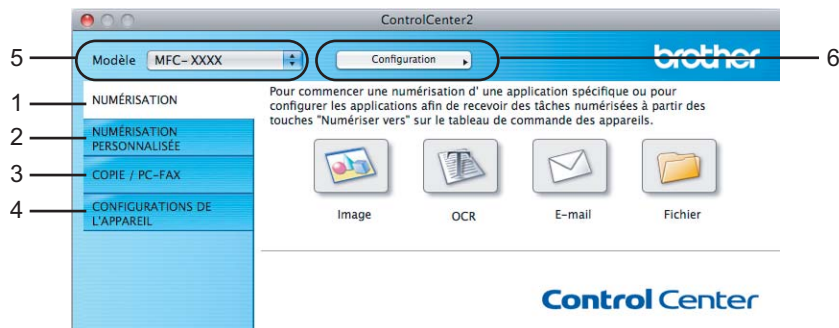 ControlCenter2
5
Modèle
MFC-XXXX
Configuration
brother
6
1
NUMÉRISATION
2
NUMÉRISATION
PERSONNALISÉE
3
COPIE / PC-FAX
4
CONFIGURATIONS DE
L'APPAREIL
Pour commencer une numérisation d' une application spécifique ou pour
configurer les applications afin de recevoir des tâches numérisées à partir des
touches "Numériser vers" sur le tableau de commande des appareils.
Image
OCR
E-mail
Fichier
Control Center